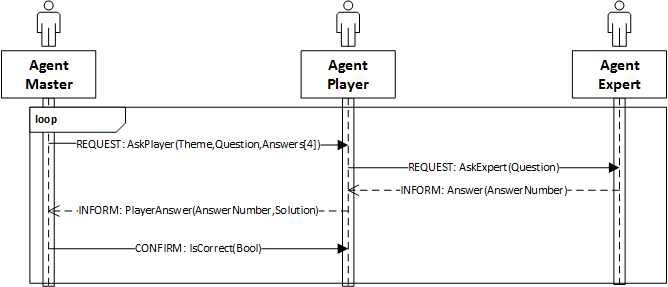 Agent
Master
Agent
Player
Agent
Expert
loop
REQUEST: AskPlayer(Theme,Question,Answers[4])
REQUEST: AskExpert(Question)
INFORM: Answer(AnswerNumber)
INFORM: PlayerAnswer(AnswerNumber,Solution)
CONFIRM: IsCorrect(Bool)